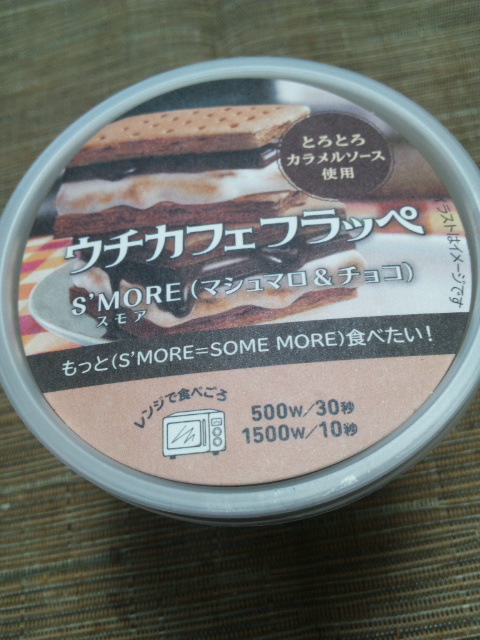 とろとろ
カラメルソース
使用
ウチカフェフラッペ
S'MORE(マシュマロ&チョコ)
スモア
ラストはイメージです
もっと(S'MORE=SOME MORE)食べたい!
レンジで食べごろ
500W/30秒
1500W/10秒